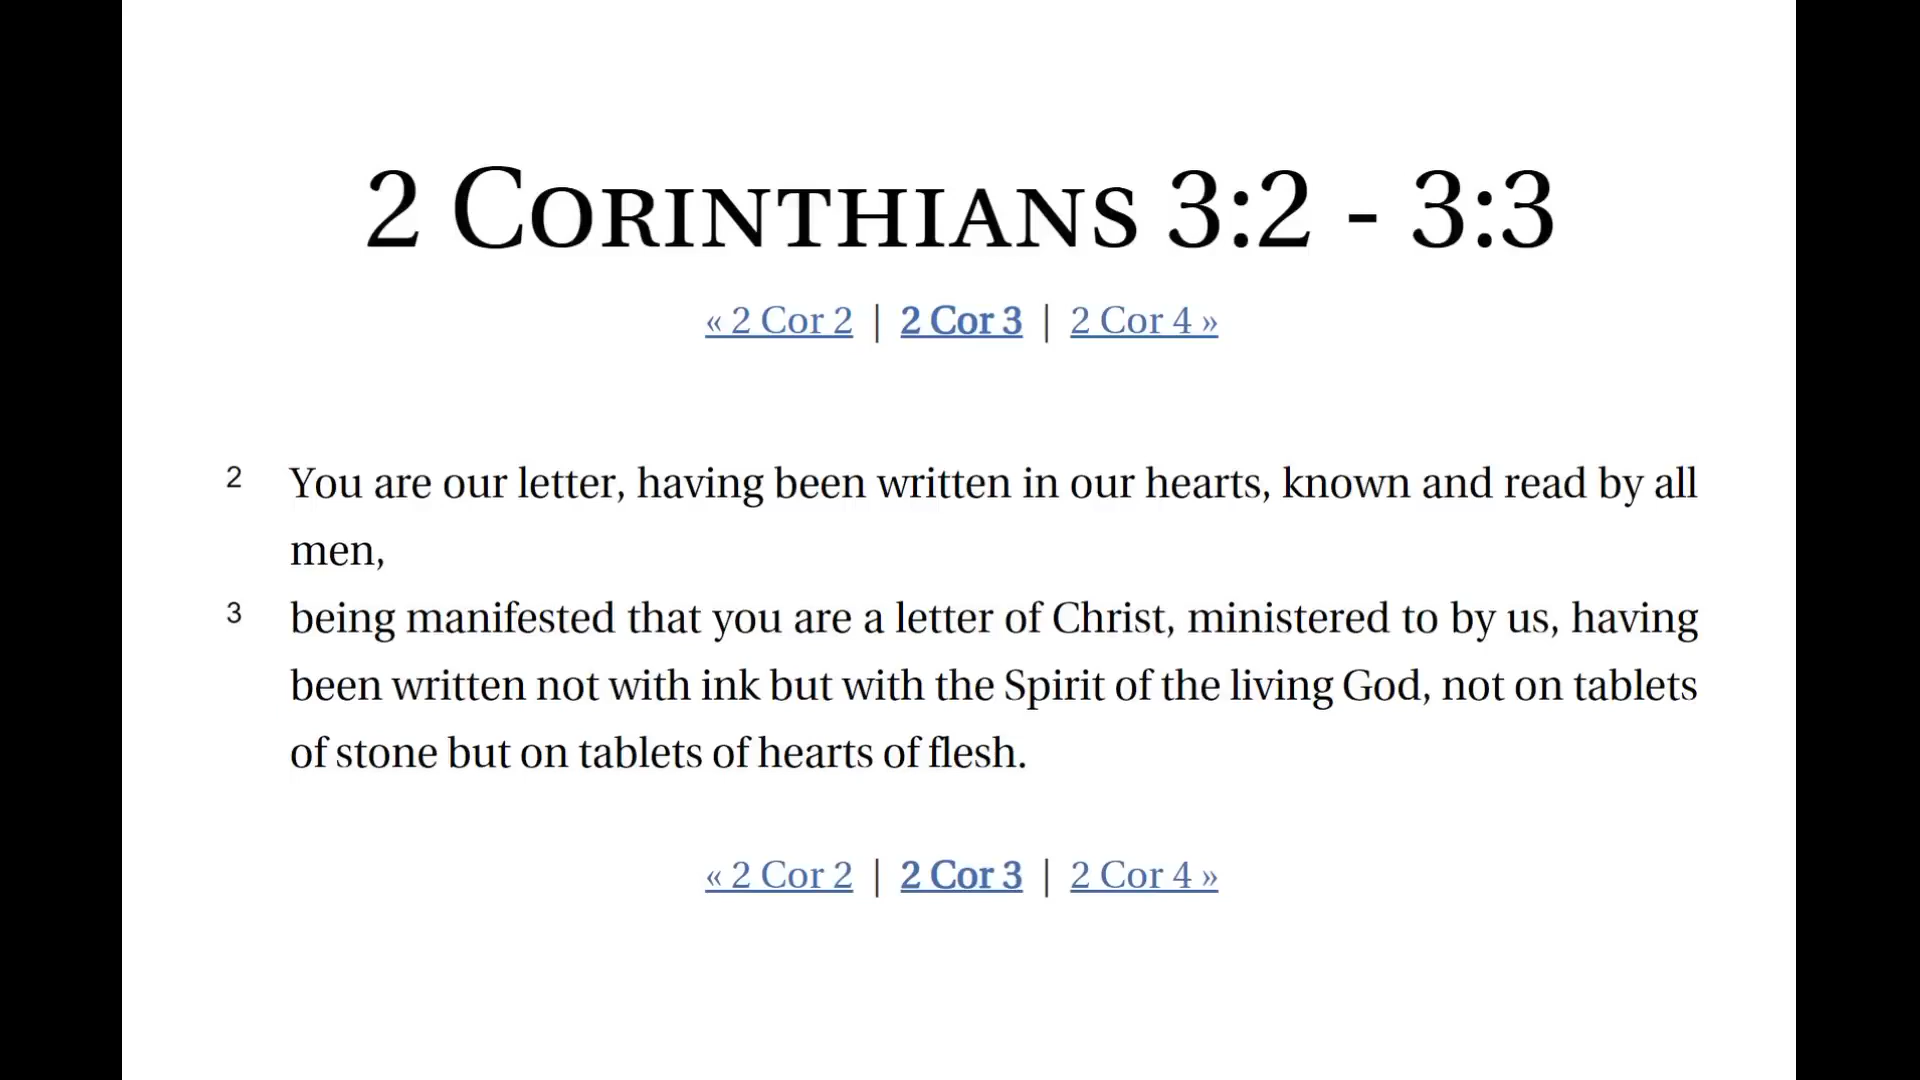 2 Corinthians 3:2 - 3:3
« 2 Cor 2 | 2 Cor 3 | 2 Cor 4 »
2 You are our letter, having been written in our hearts, known and read by all
men,
3 being manifested that you are a letter of Christ, ministered to by us, having
been written not with ink but with the Spirit of the living God, not on tablets
of stone but on tablets of hearts of flesh.
« 2 Cor 2 | 2 Cor 3 | 2 Cor 4 »